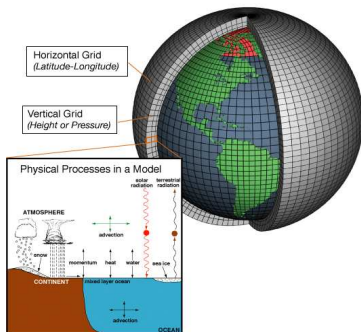 Horizontal Grid
(Latitude-Longitude)
Vertical Grid
(Height or Pressure)
Physical Processes in a Model
solar
radiation
terrestrial
radiation
ATMOSPHERE
advection
snow
momentum
heat
water
sea ice
CONTINENT
mixed layer ocean
advection
OCEAN